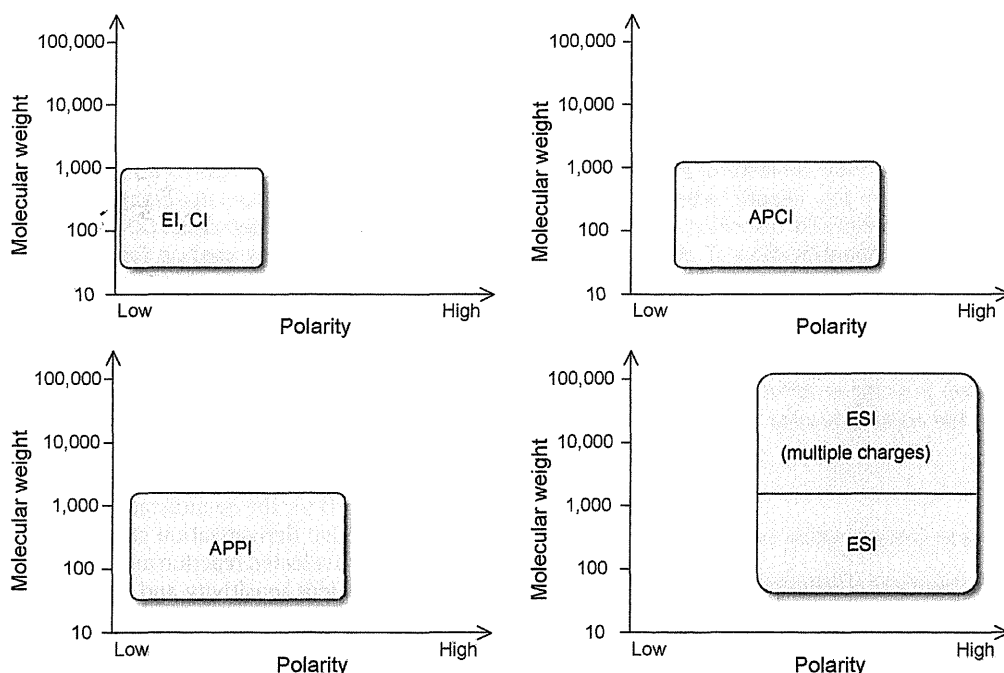 Molecular weight
100,000
10,000
1,000
100
10
EI, CI
Low
High
Polarity
Molecular weight
100,000
10,000
1,000
100
10
APCI
Low
High
Polarity
Molecular weight
100,000
10,000
1,000
100
10
APPI
Low
High
Polarity
Molecular weight
100,000
10,000
1,000
100
10
ESI
(multiple charges)
ESI
Low
High
Polarity